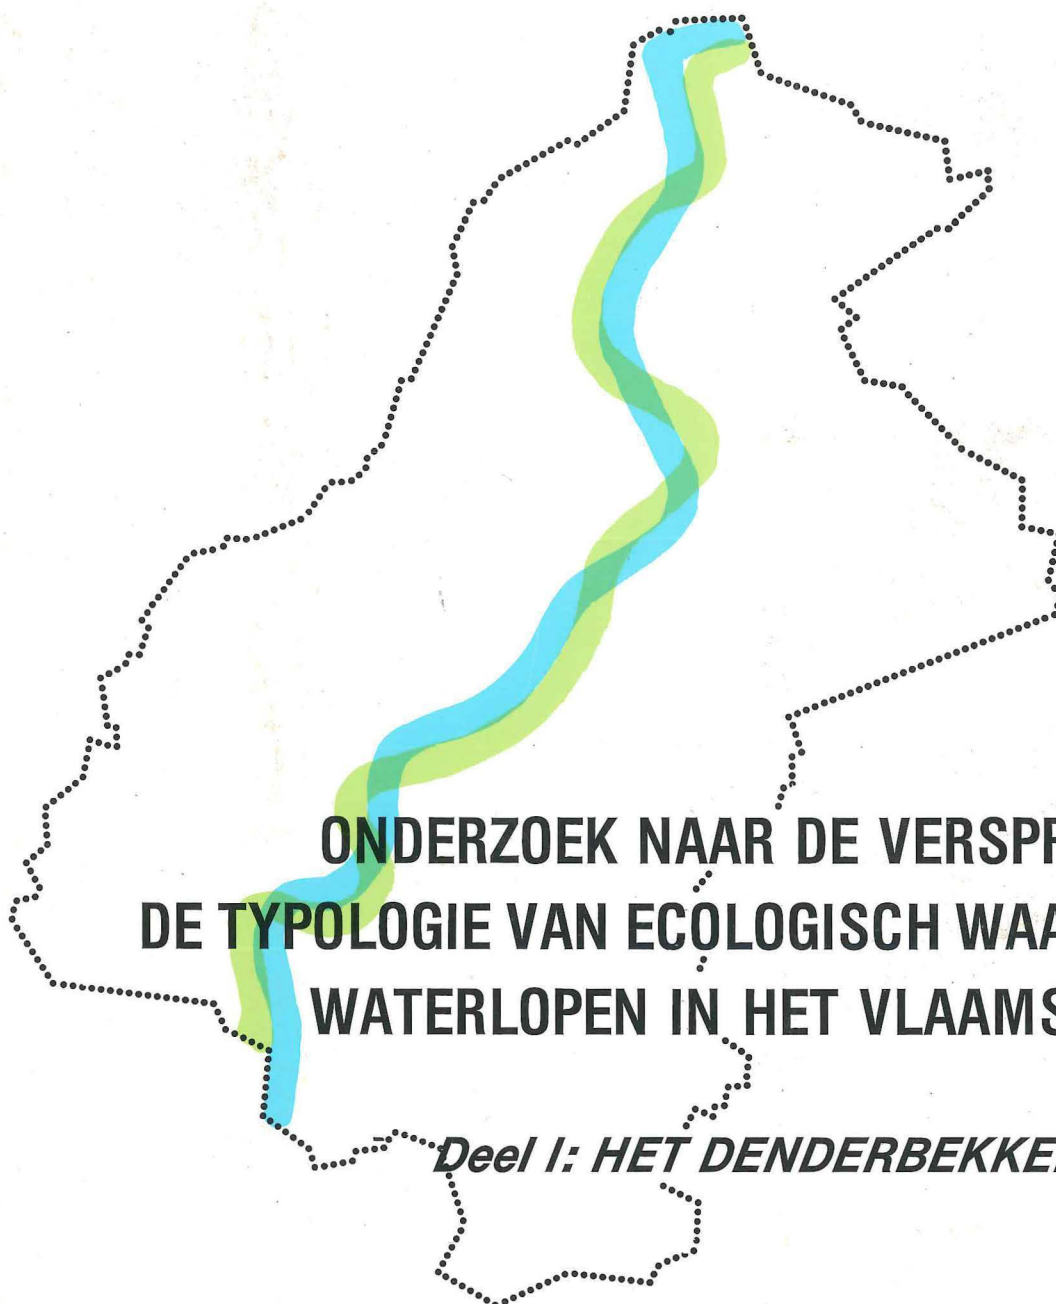 ONDERZOEK NAAR DE VERSPR
DE TYPOLOGIE VAN ECOLOGISCH WAA
WATERLOPEN IN HET VLAAMS
Deel I: HET DENDERBEKKE